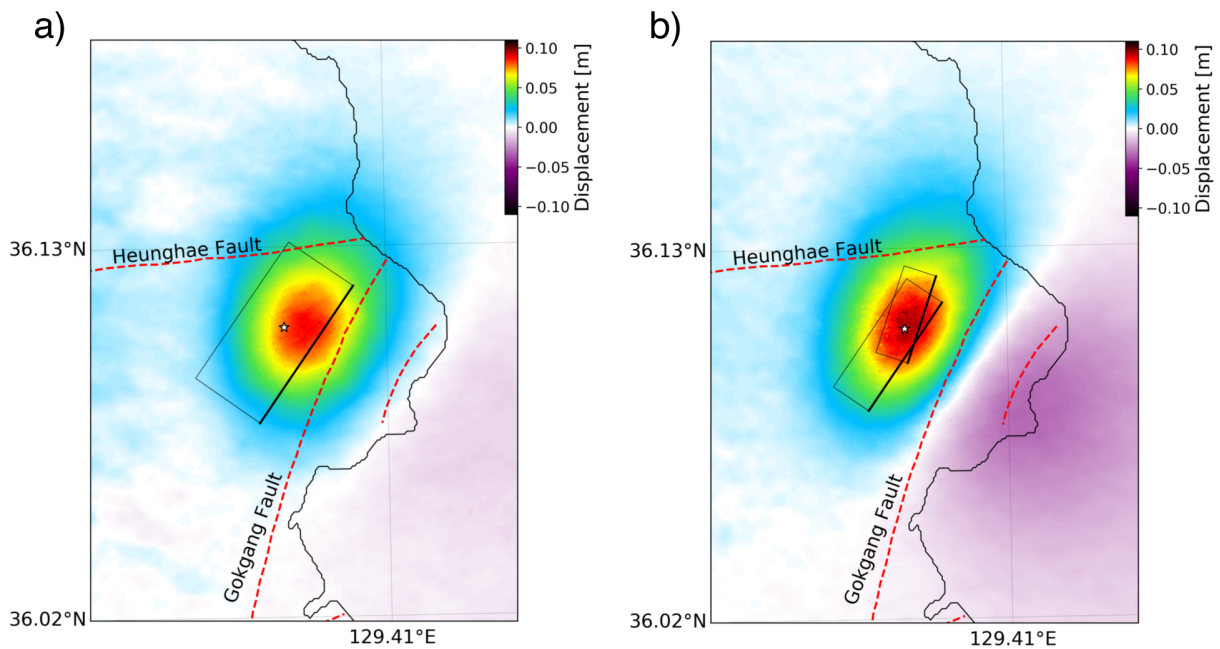 a)
0.10
0.05
0.00
−0.05
−0.10
Displacement [m]
36.13°N
Heunghae Fault
Gokgang Fault
36.02°N
129.41°E
b)
0.10
0.05
0.00
−0.05
−0.10
Displacement [m]
36.13°N
Heunghae Fault
Gokgang Fault
36.02°N
129.41°E